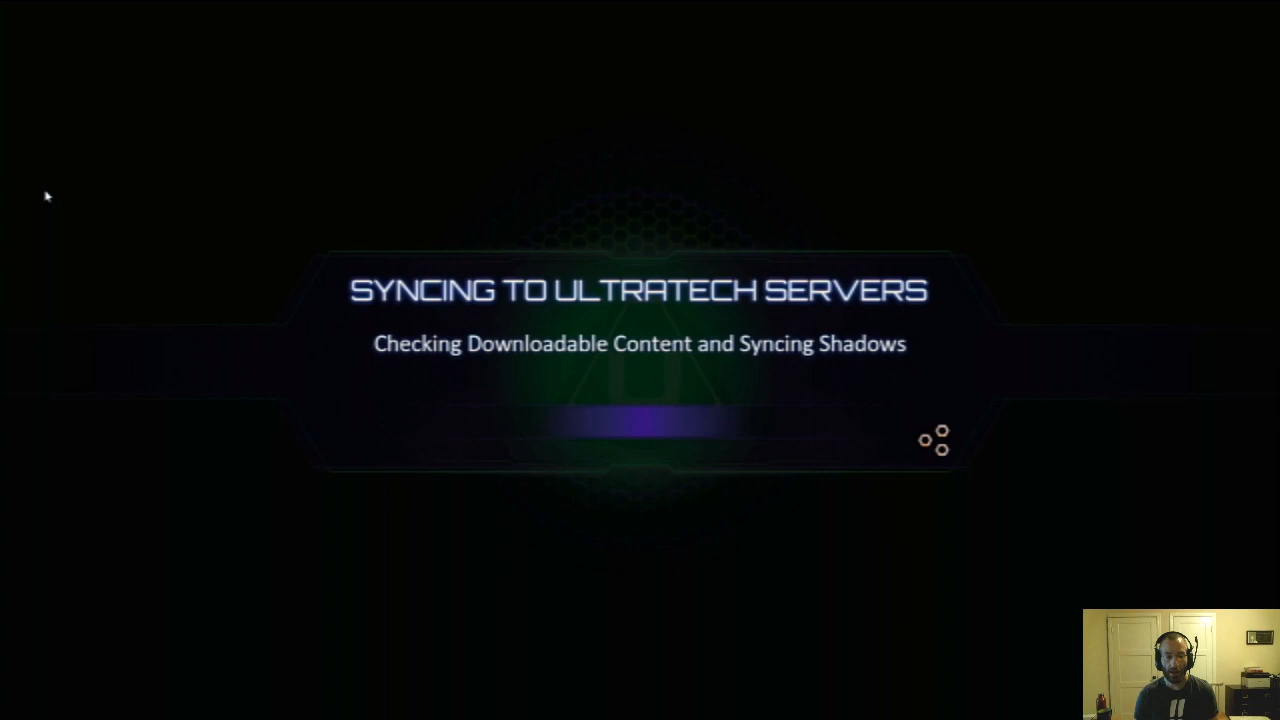 SYNCING TO ULTRATECH SERVERS
Checking Downloadable Content and Syncing Shadows